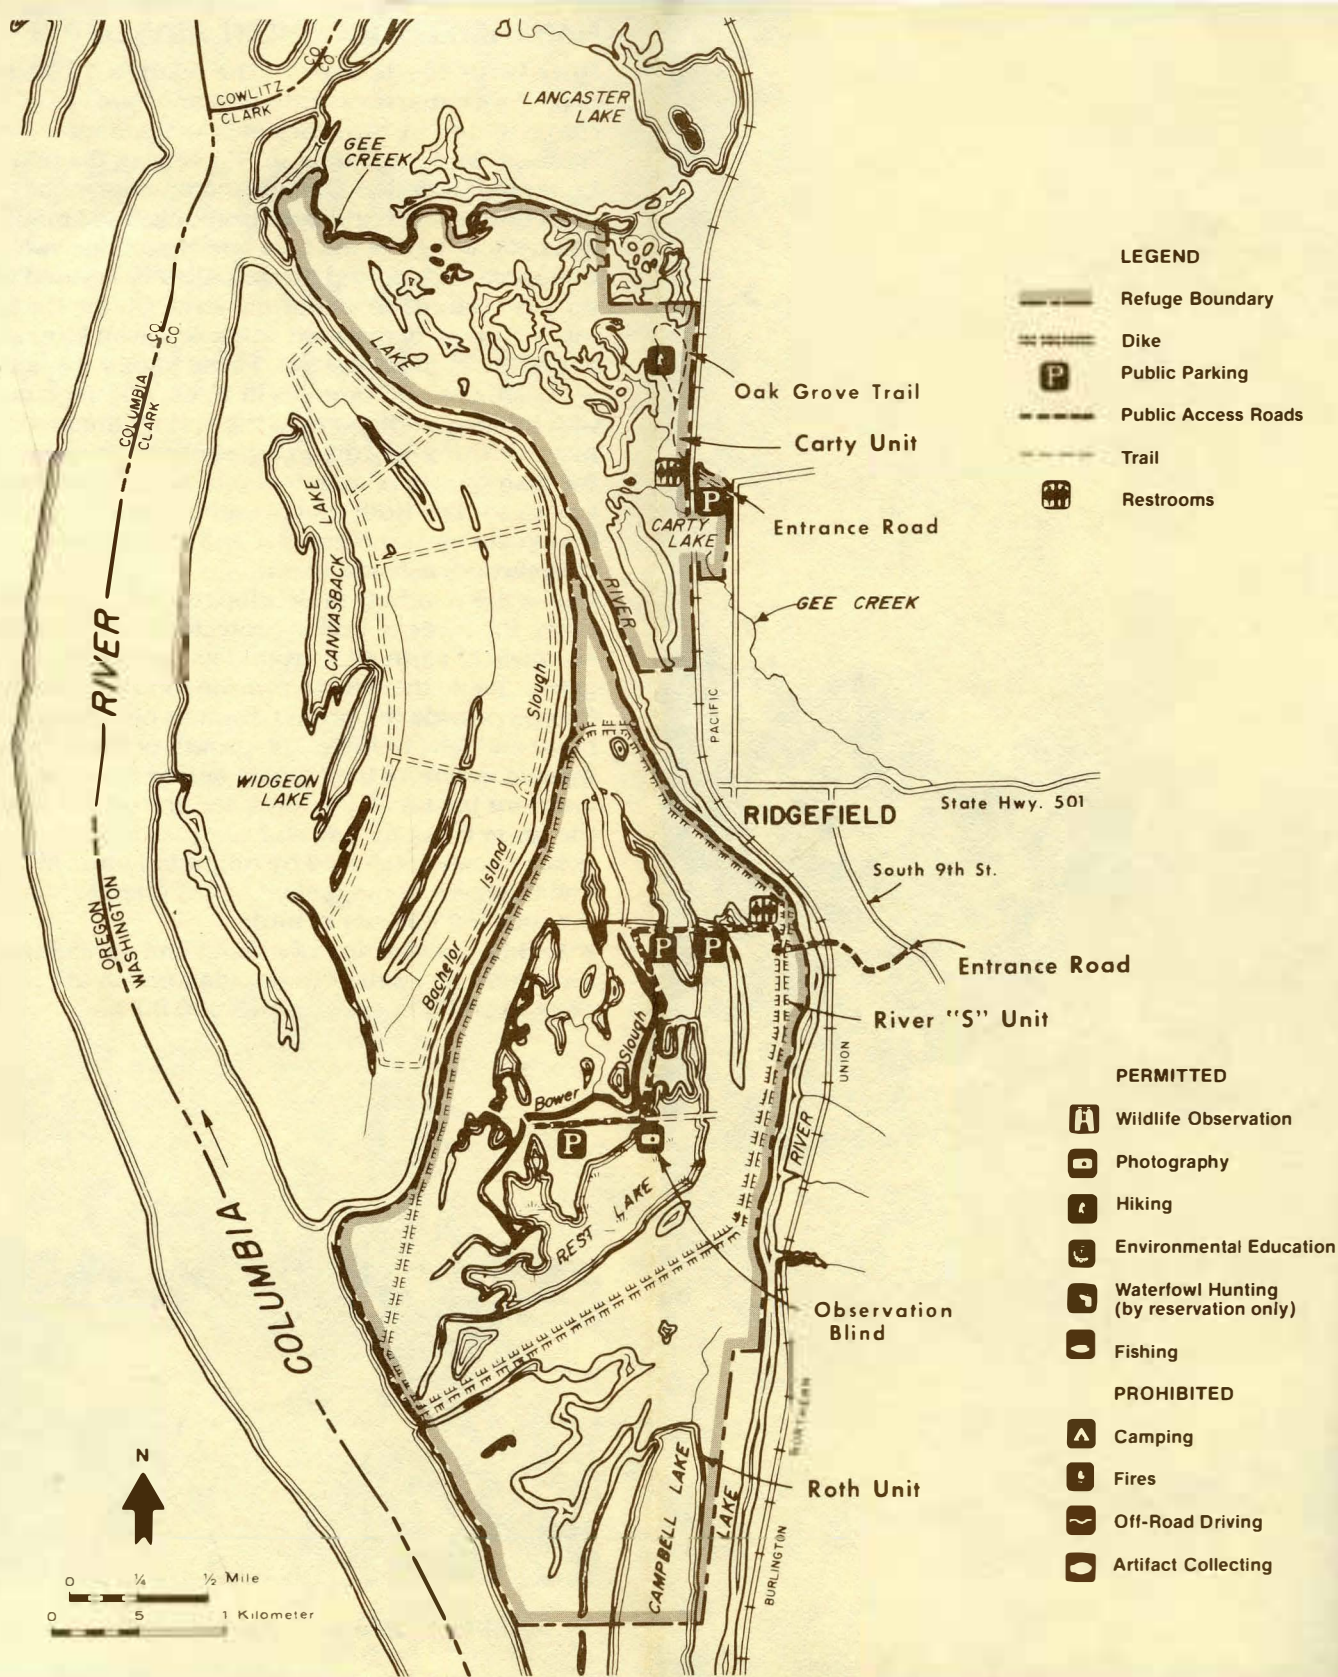 COWLITZ
CLARK
CO.
CO.
LANCASTER
LAKE
GEE
CREEK
LEGEND
Refuge Boundary
Dike
P
Public Parking
Public Access Roads
Trail
Restrooms
CO.
CO.
COLUMBIA
CLARK
LAKE
Oak Grove Trail
Carty Unit
P
Entrance Road
CARTY
LAKE
CANVASBACK
LAKE
RIVER
RIVER
GEE CREEK
Slough
PACIFIC
WIDGEON
LAKE
RIDGEFIELD
State Hwy. 501
South 9th St.
Island
OREGON
WASHINGTON
P
P
Entrance Road
Bachelor
River "S" Unit
Slough
UNION
Bower
P
RIVER
REST LAKE
COLUMBIA
Observation
Blind
PERMITTED
Wildlife Observation
Photography
Hiking
Environmental Education
Waterfowl Hunting
(by reservation only)
Fishing
PROHIBITED
Camping
Fires
Off-Road Driving
Artifact Collecting
NORTHERN
Roth Unit
CAMPBELL LAKE
LAKE
BURLINGTON
N
0 ¼ ½ Mile
0 5 1 Kilometer